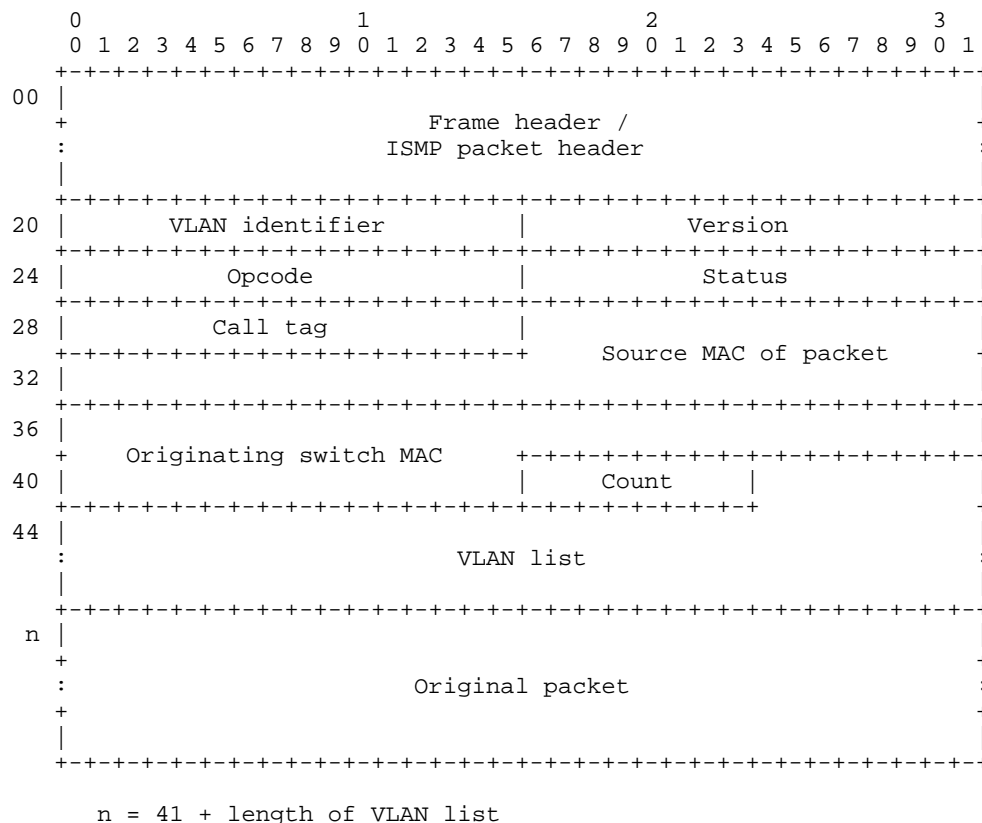 0                   1                   2                   3
0 1 2 3 4 5 6 7 8 9 0 1 2 3 4 5 6 7 8 9 0 1 2 3 4 5 6 7 8 9 0 1
00
Frame header /
ISMP packet header
20 VLAN identifier Version
24 Opcode Status
28 Call tag
Source MAC of packet
32
36
Originating switch MAC
40 Count
44
VLAN list
n
Original packet
n = 41 + length of VLAN list